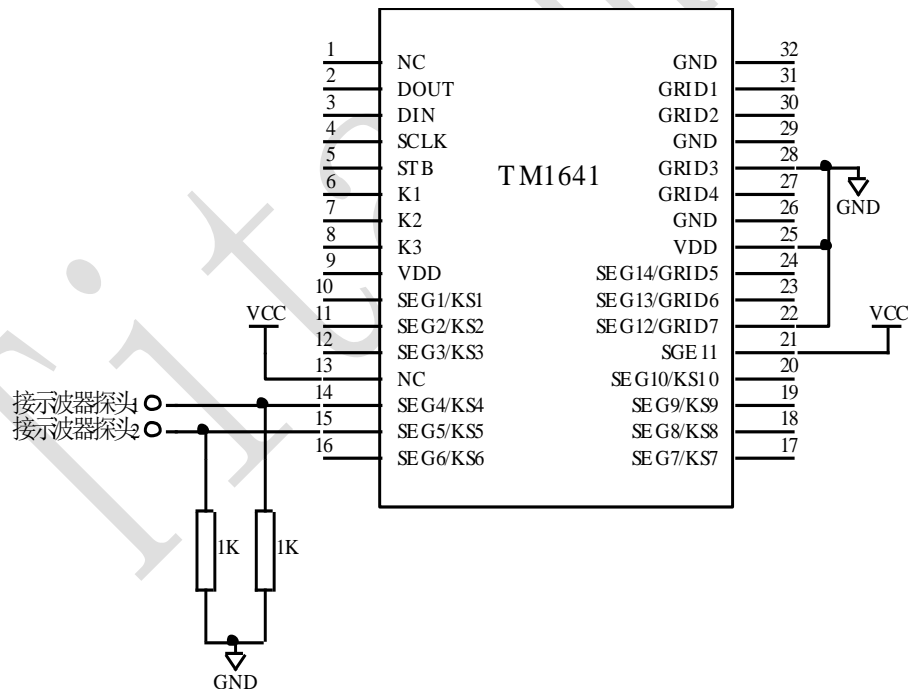 1 NC GND 32
2 DOUT GRID1 31
3 DIN GRID2 30
4 SCLK GND 29
5 STB GRID3 28
TM1641
6 K1 GRID4 27
GND
7 K2 GND 26
8 K3 VDD 25
9 VDD SEG14/GRID5 24
10 SEG1/KS1 SEG13/GRID6 23
VCC 11 SEG2/KS2 SEG12/GRID7 22 VCC
12 SEG3/KS3 SGE11 21
13 NC SEG10/KS10 20
接示波器探头1 14 SEG4/KS4 SEG9/KS9 19
接示波器探头2 15 SEG5/KS5 SEG8/KS8 18
16 SEG6/KS6 SEG7/KS7 17
1K 1K
GND